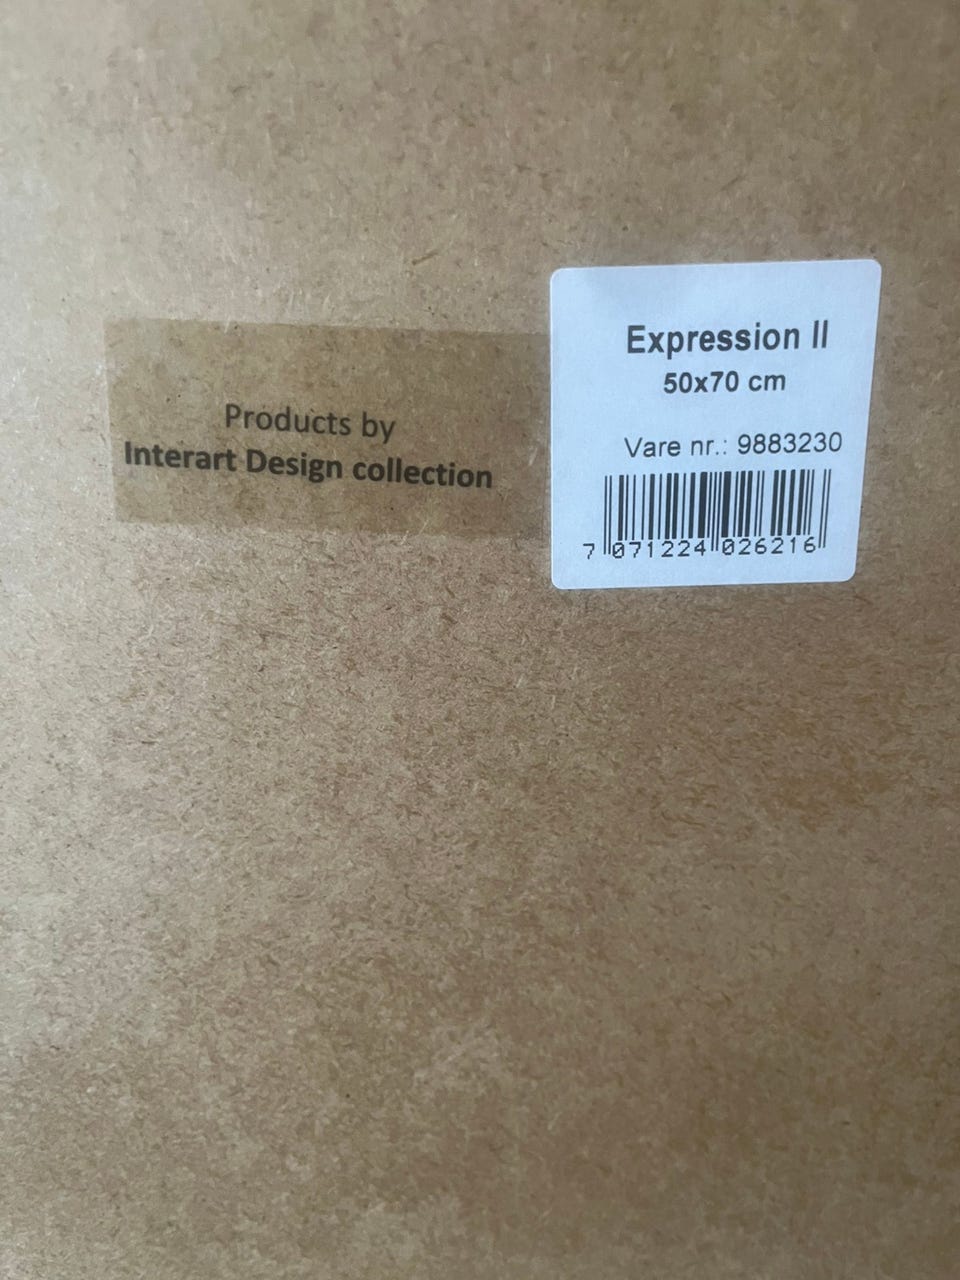 Products by
Interart Design collection
Expression II
50x70 cm
Vare nr.: 9883230
7 071224 026216